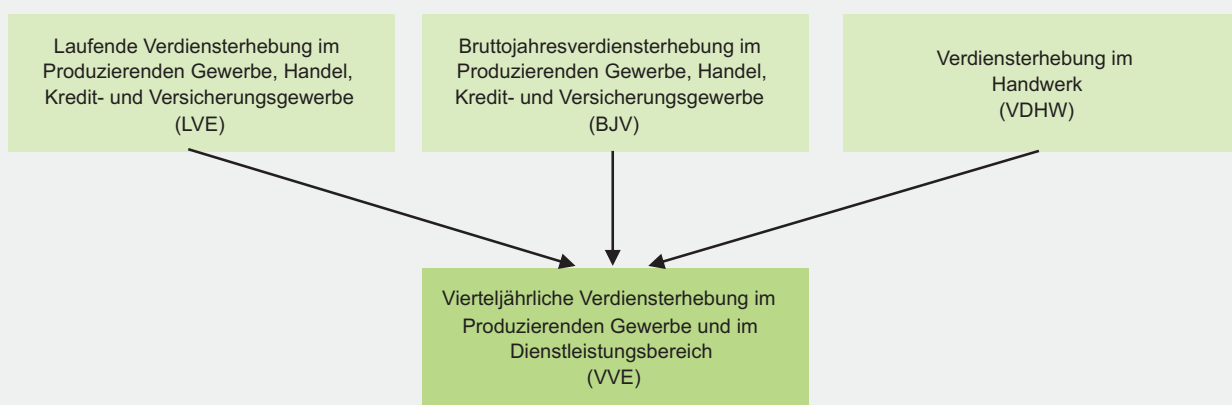 Laufende Verdiensterhebung im
Produzierenden Gewerbe, Handel,
Kredit- und Versicherungsgewerbe
(LVE)
Bruttojahresverdiensterhebung im
Produzierenden Gewerbe, Handel,
Kredit- und Versicherungsgewerbe
(BJV)
Verdiensterhebung im
Handwerk
(VDHW)
Vierteljährliche Verdiensterhebung im
Produzierenden Gewerbe und im
Dienstleistungsbereich
(VVE)